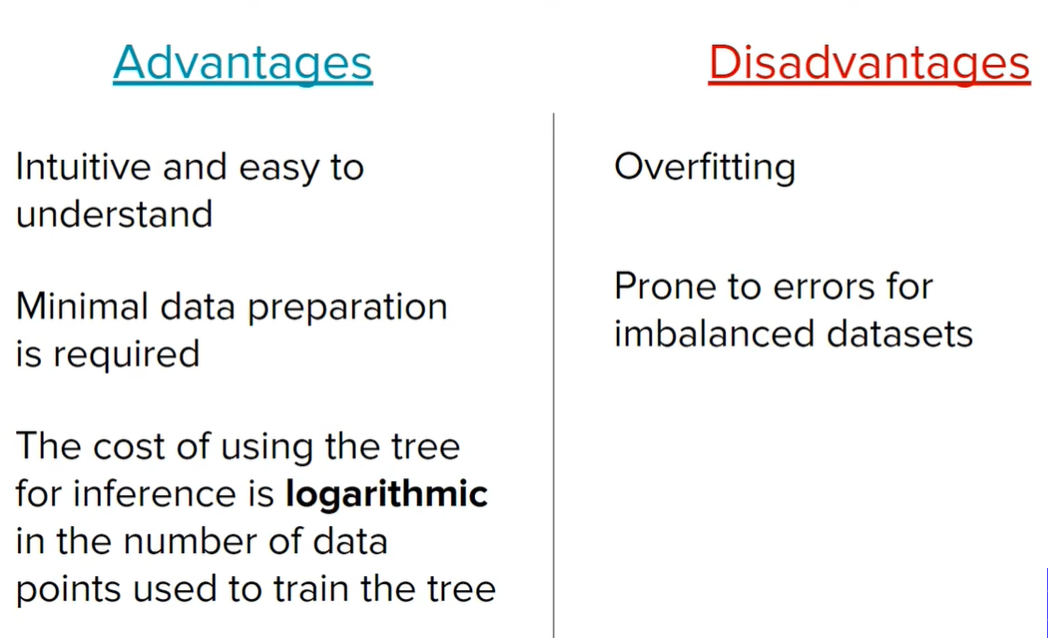 Advantages
Intuitive and easy to
understand
Minimal data preparation
is required
The cost of using the tree
for inference is logarithmic
in the number of data
points used to train the tree
Disadvantages
Overfitting
Prone to errors for
imbalanced datasets